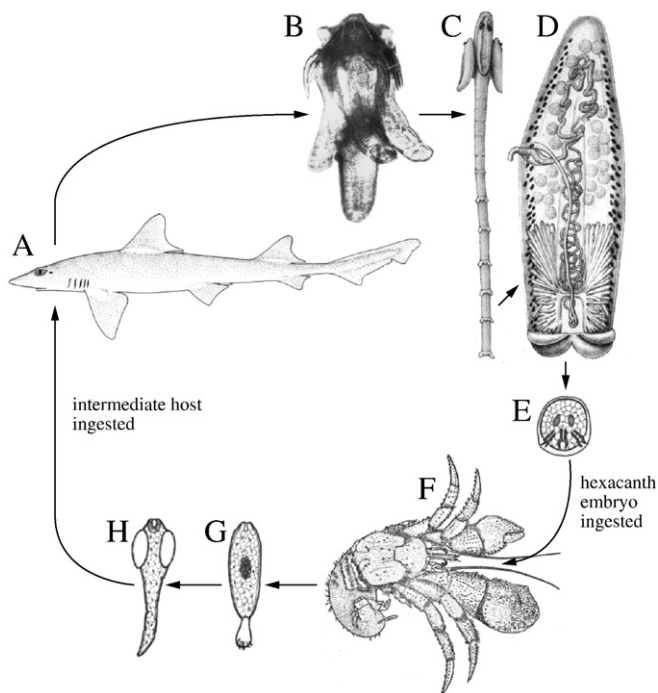 A
B
C
D
E
hexacanth
embryo
ingested
F
G
H
intermediate host
ingested